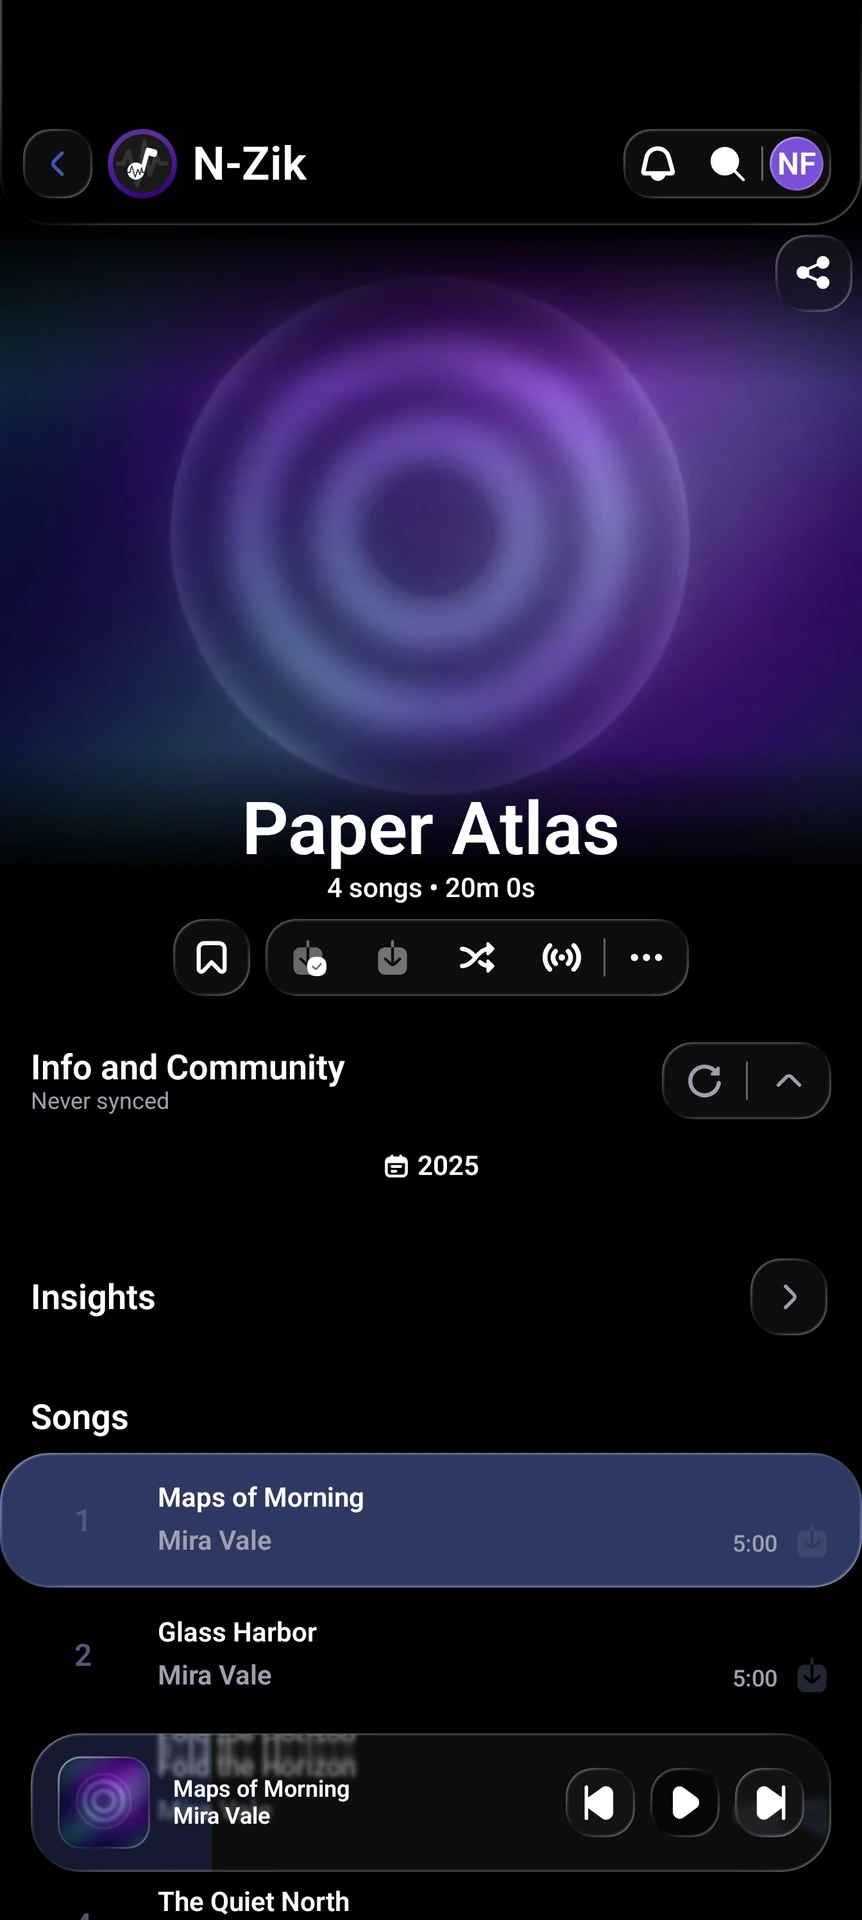 N-Zik
NF
Paper Atlas
4 songs • 20m 0s
Info and Community
Never synced
2025
Insights
Songs
1
Maps of Morning
Mira Vale
5:00
2
Glass Harbor
Mira Vale
5:00
Fold the Horizon
Maps of Morning
Mira Vale
The Quiet North